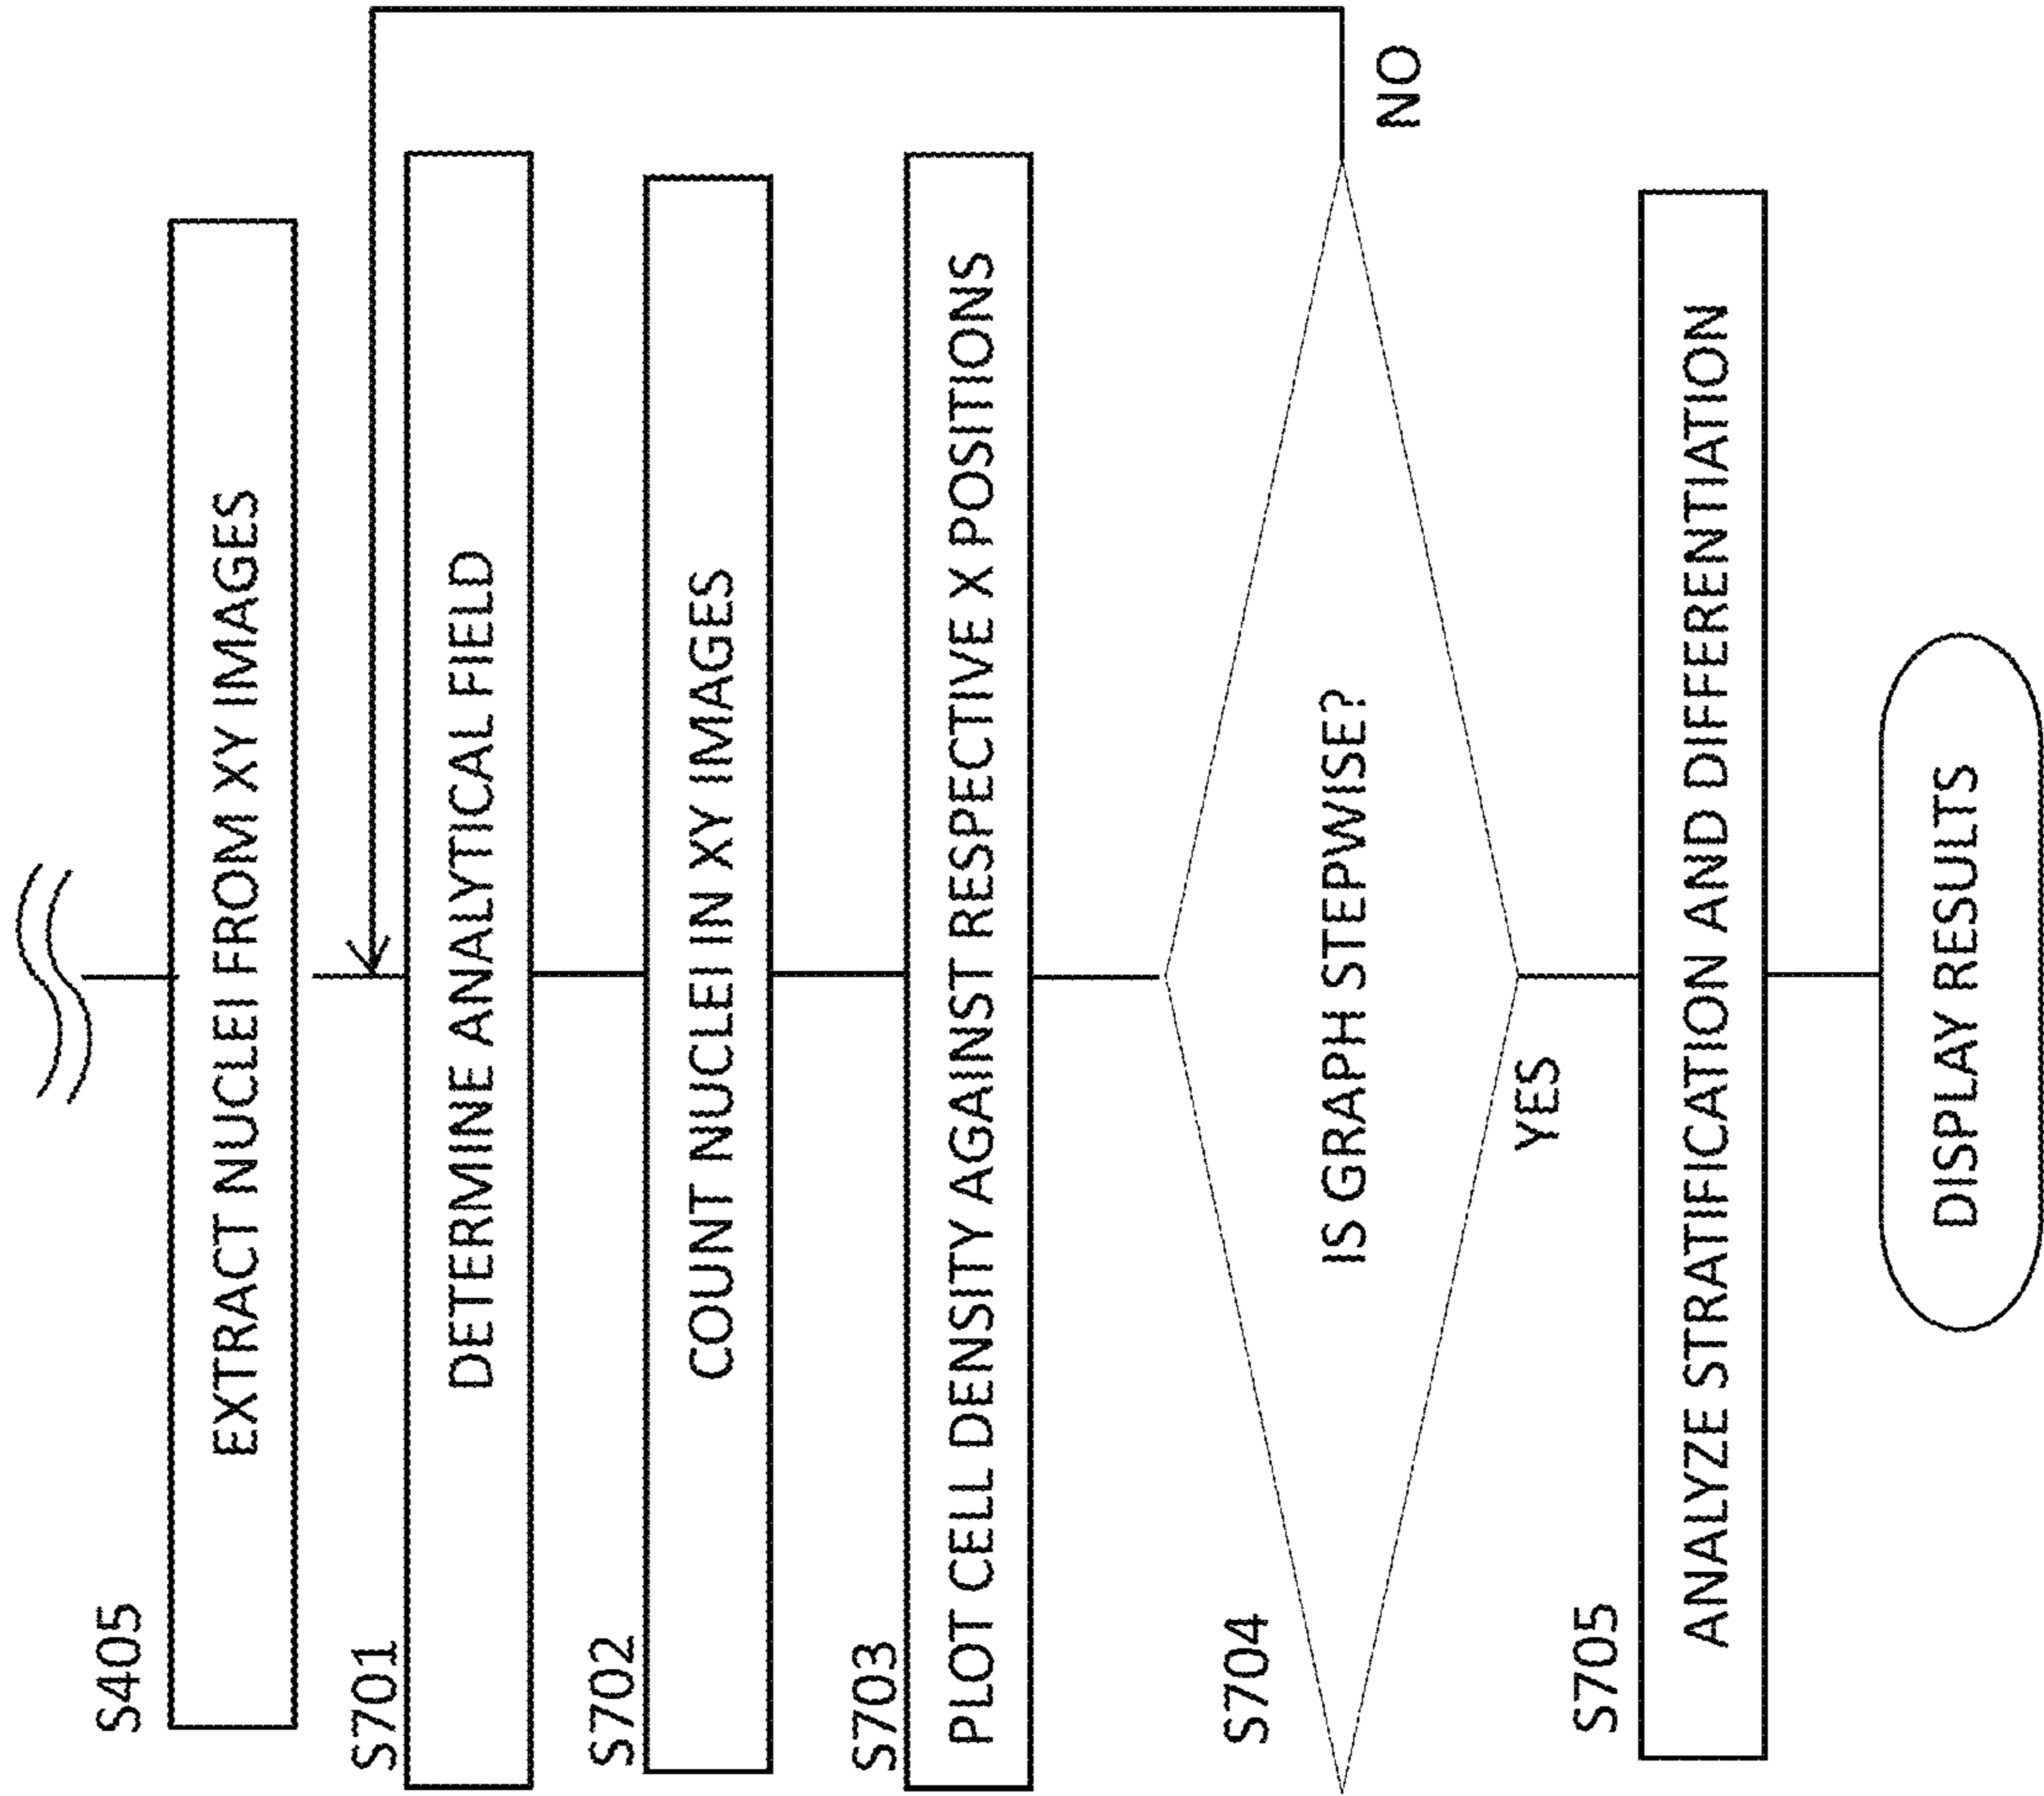 S405
EXTRACT NUCLEI FROM XY IMAGES
S701
DETERMINE ANALYTICAL FIELD
S702
COUNT NUCLEI IN XY IMAGES
S703
PLOT CELL DENSITY AGAINST RESPECTIVE X POSITIONS
S704
IS GRAPH STEPWISE?
NO
YES
S705
ANALYZE STRATIFICATION AND DIFFERENTIATION
DISPLAY RESULTS